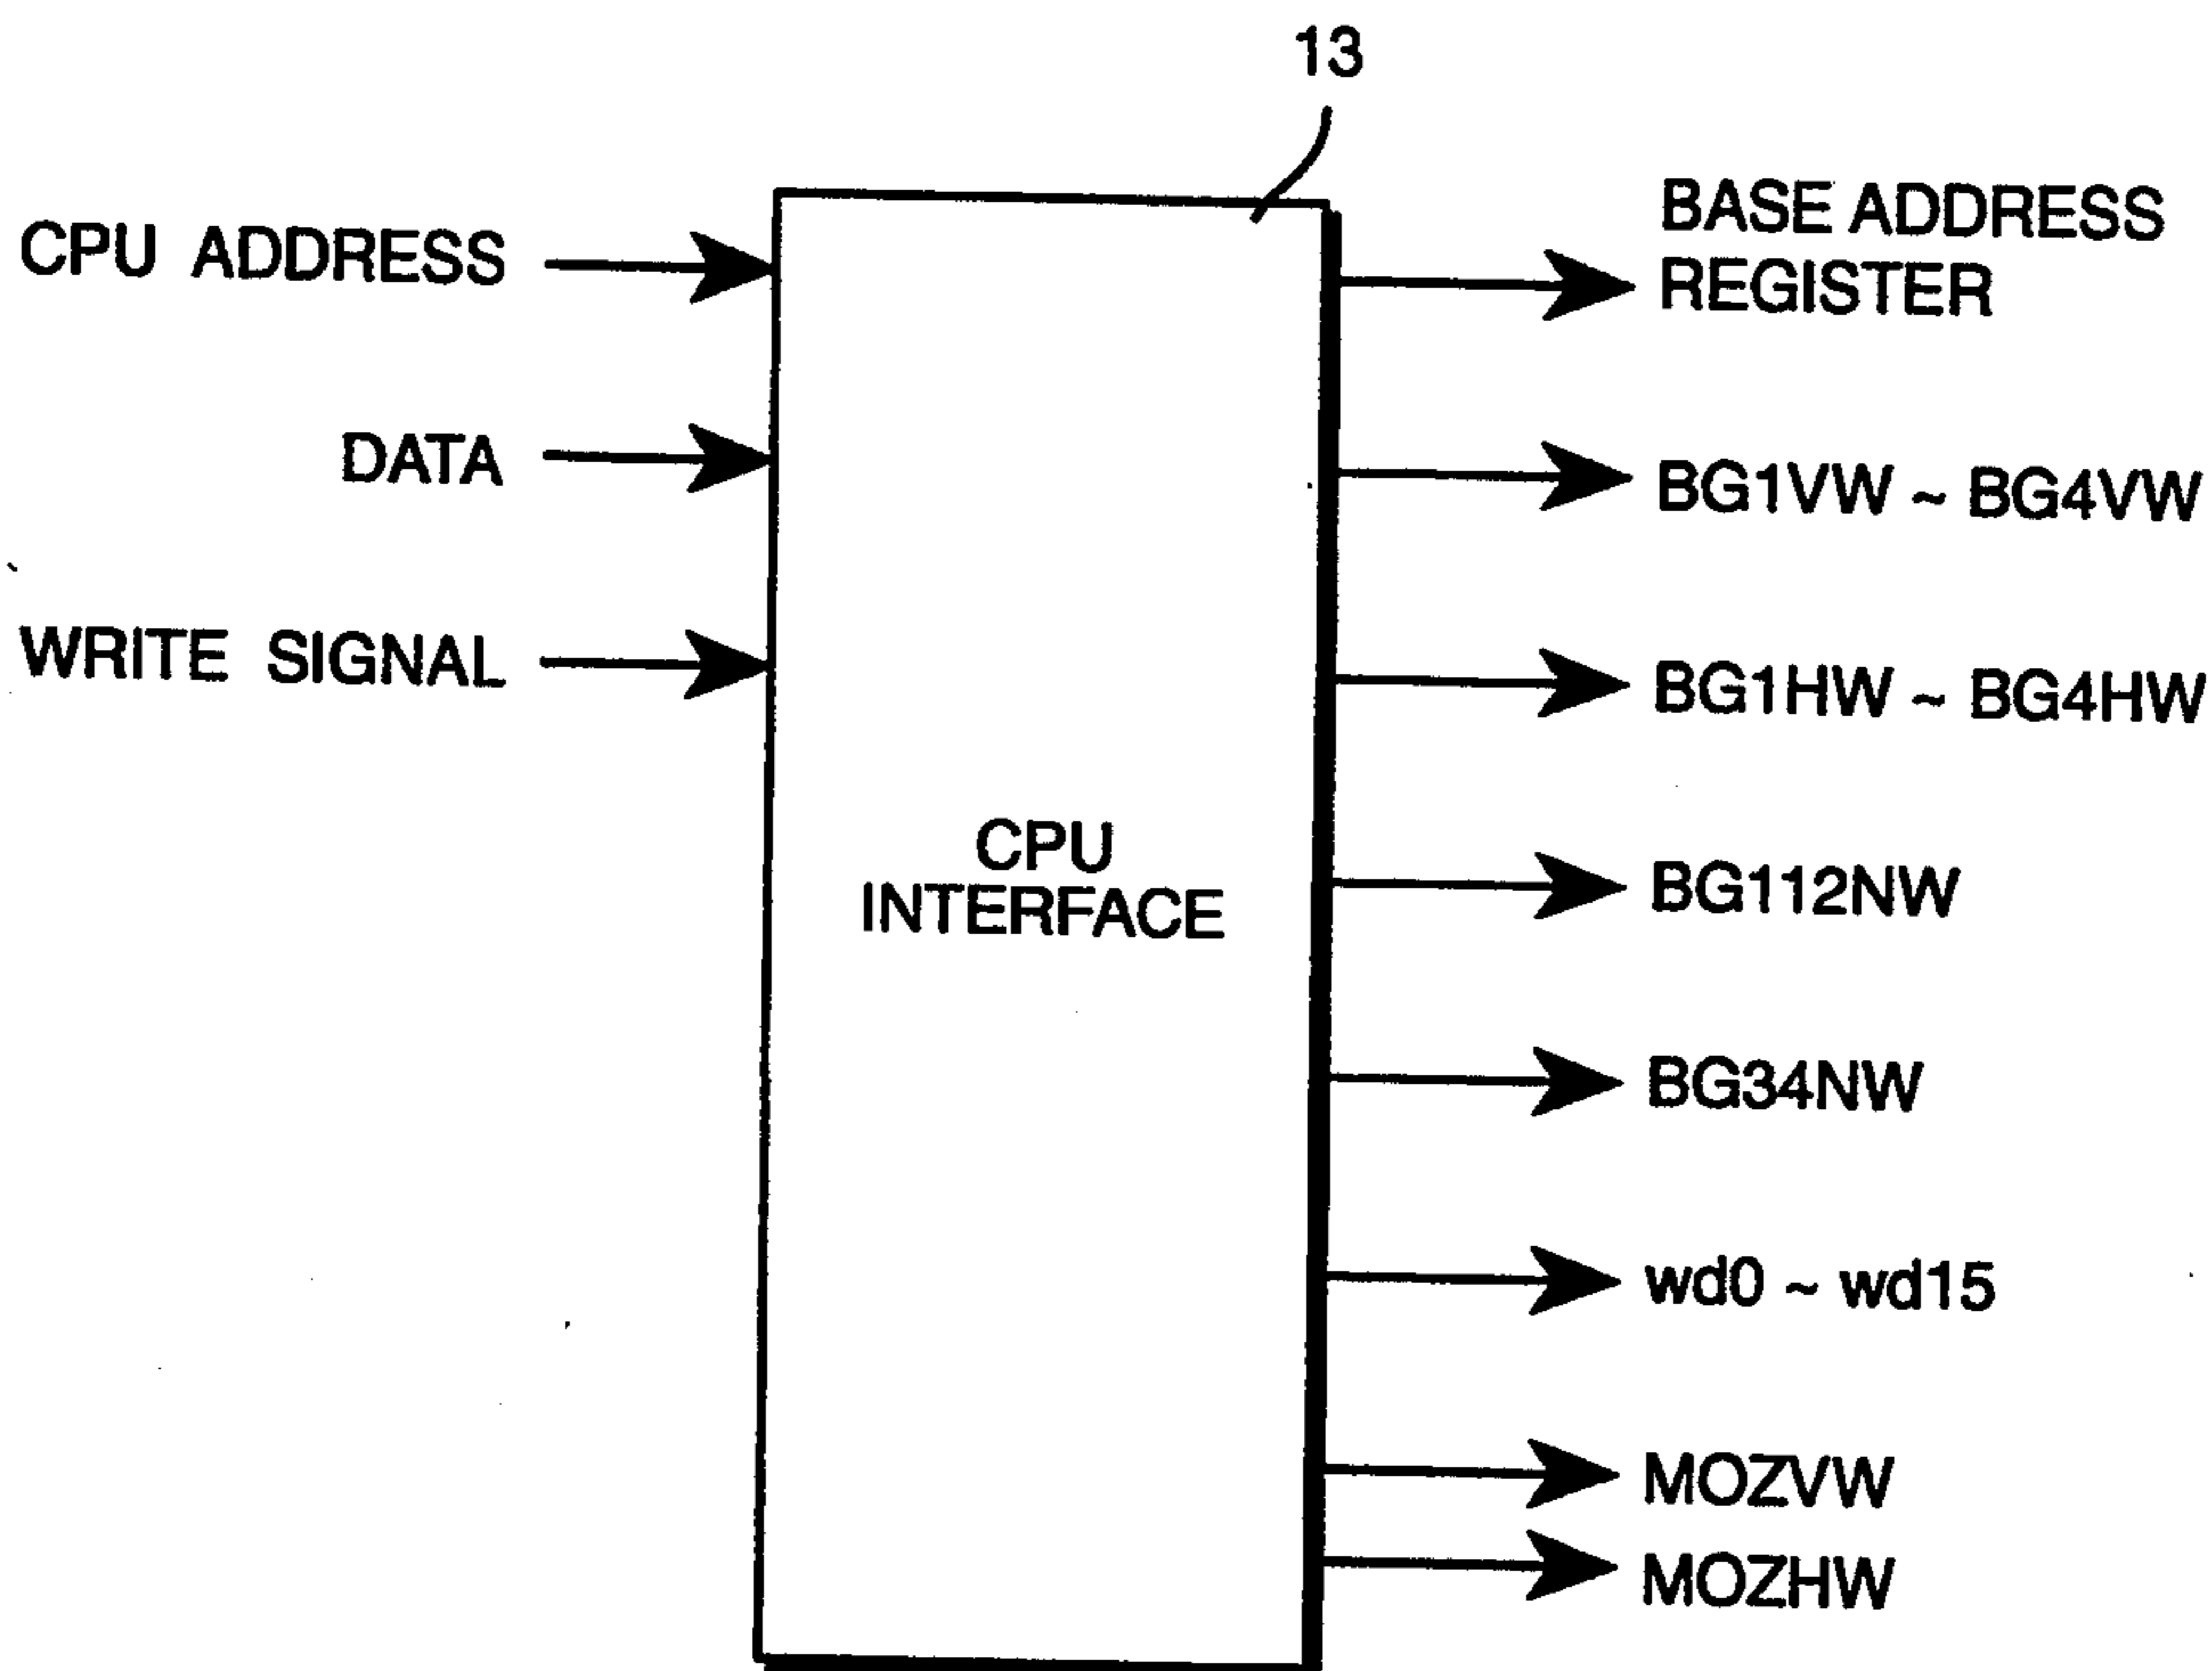 13
CPU ADDRESS
DATA
WRITE SIGNAL
CPU
INTERFACE
BASE ADDRESS
REGISTER
BG1VW ~ BG4VW
BG1HW ~ BG4HW
BG112NW
BG34NW
wd0 ~ wd15
MOZVW
MOZHW